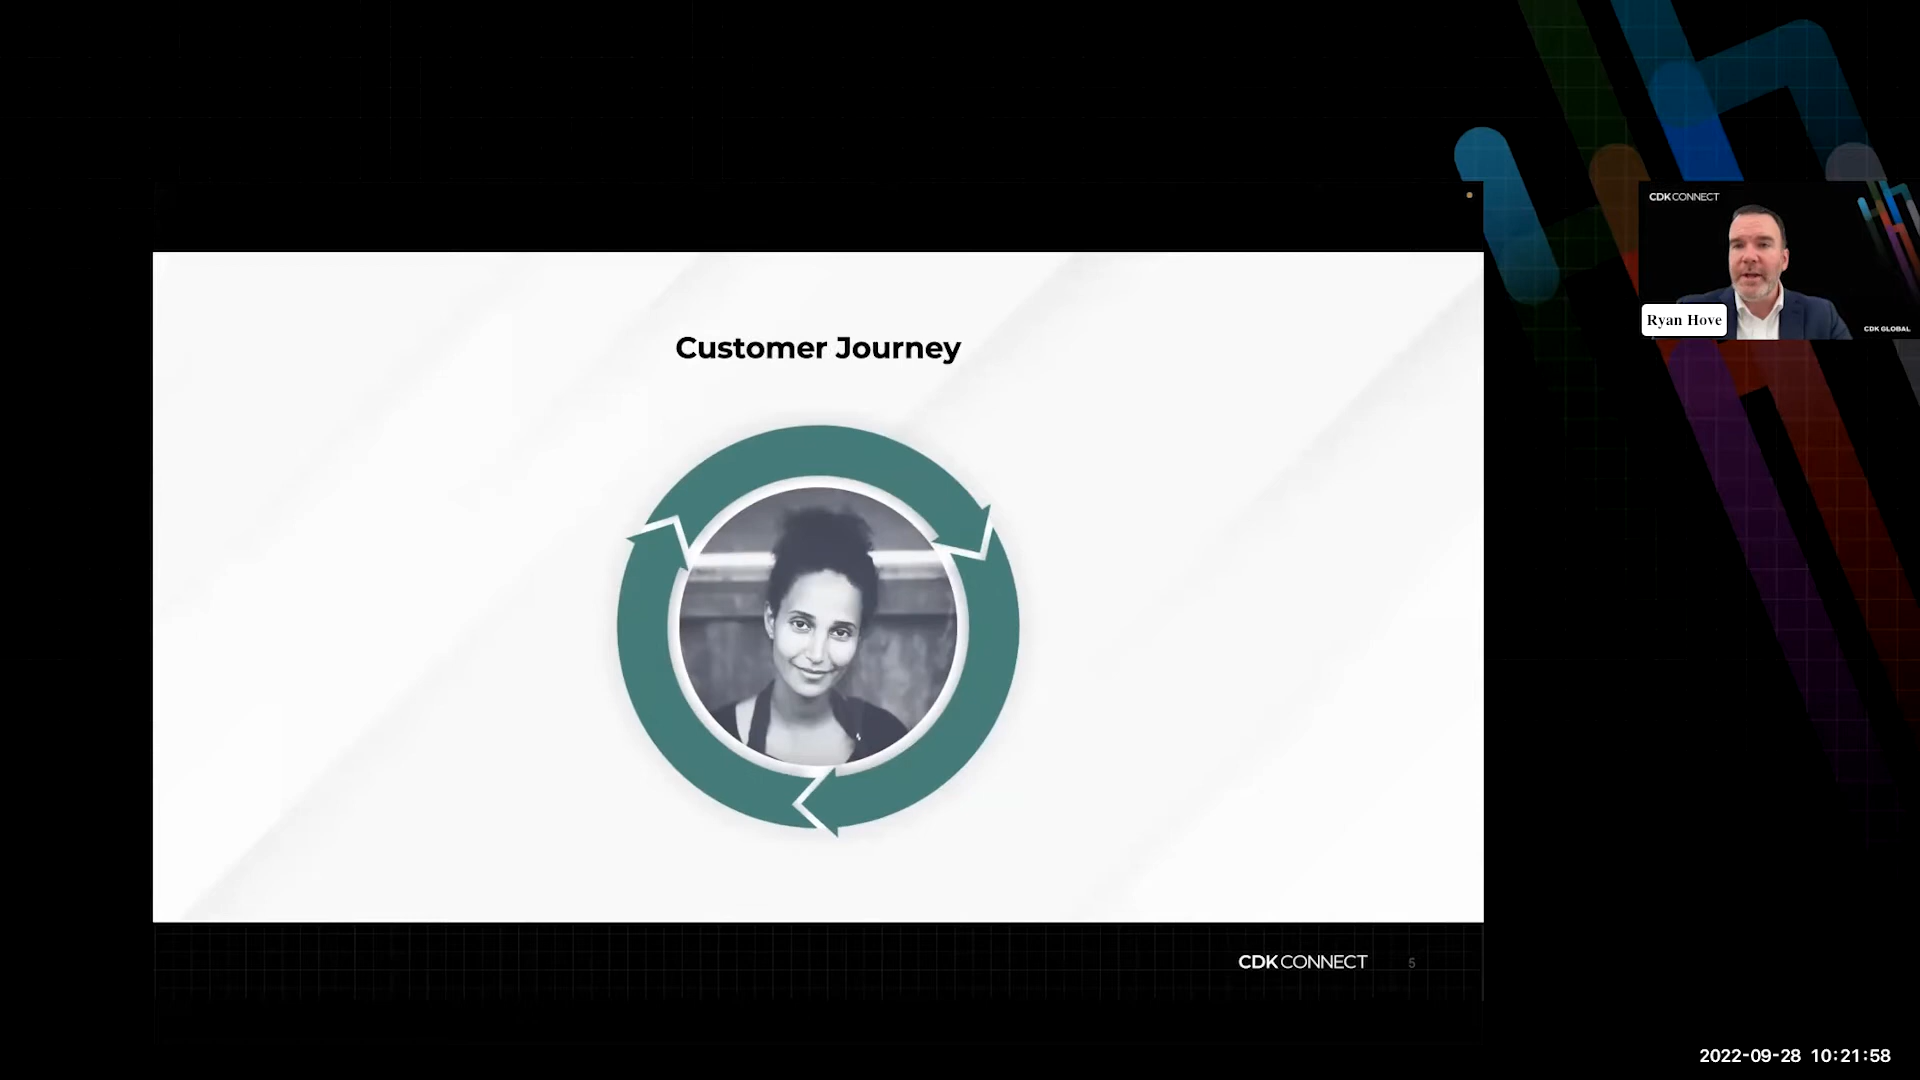 CDK CONNECT
Ryan Hove
CDK GLOBAL
Customer Journey
CDK CONNECT
5
2022-09-28 10:21:58